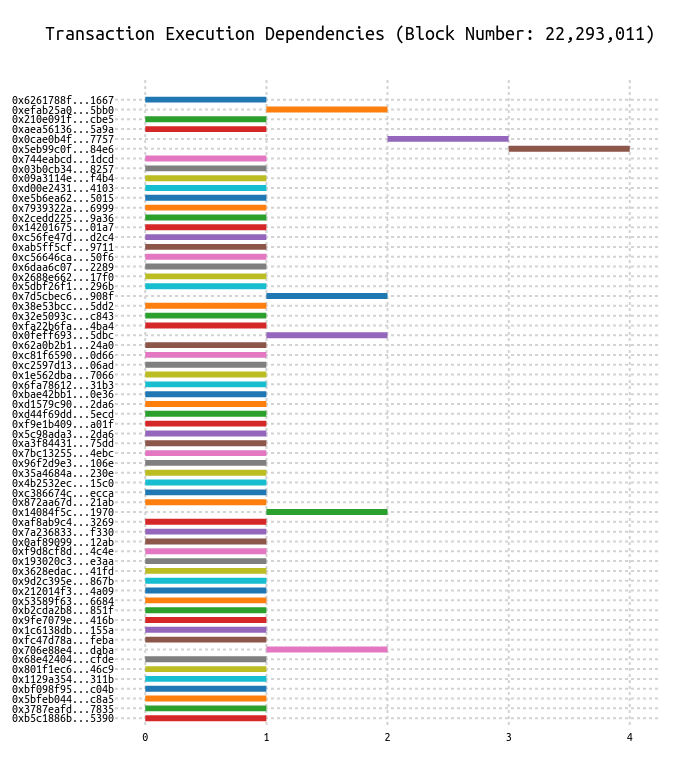 Transaction Execution Dependencies (Block Number: 22,293,011)
0x6261788f...1667
0xefab25a0...5bb0
0x210e091f...cbe5
0xaea56136...5a9a
0x0cae0b4f...7757
0x5eb99c0f...84e6
0x744eabcd...1dcd
0x03b0cb34...8257
0x09a3114e...f4b4
0xd00e2431...4103
0xe5b6ea62...5015
0x7939322a...6999
0x2cedd225...9a36
0x14201675...01a7
0xc56fe47d...d2c4
0xab5ff5cf...9711
0xc56646ca...50f6
0x6daa6c07...2289
0x2688e662...17f0
0x5dbf26f1...296b
0x7d5cbec6...908f
0x38e53bcc...5dd2
0x32e5093c...c843
0xfa22b6fa...4ba4
0x0feff693...5dbc
0x62a0b2b1...24a0
0xc81f6590...0d66
0xc2597d13...06ad
0x1e562dba...7066
0x6fa78612...31b3
0xbae42bb1...0e36
0xd1579c90...2da6
0xd44f69dd...5ecd
0xf9e1b409...a01f
0x5c98ada3...2da6
0xa3f84431...75dd
0x7bc13255...4ebc
0x96f2d9e3...106e
0x35a4684a...230e
0x4b2532ec...15c0
0xc386674c...ecca
0x872aa67d...21ab
0x14084f5c...1970
0xaf8ab9c4...3269
0x7a236833...f330
0x0af89099...12ab
0xf9d8cf8d...4c4e
0x193020c3...e3aa
0x3628edac...41fd
0x9d2c395e...867b
0x212014f3...4a09
0x53589f63...6684
0xb2cda2b8...851f
0x9fe7079e...416b
0x1c6138db...155a
0xfc47d78a...feba
0x706e88e4...daba
0x68e42404...cfde
0x801f1ec6...46c9
0x1129a354...311b
0xbf098f95...c04b
0x5bfeb044...c8a5
0x3787eafd...7835
0xb5c1886b...5390
0 1 2 3 4